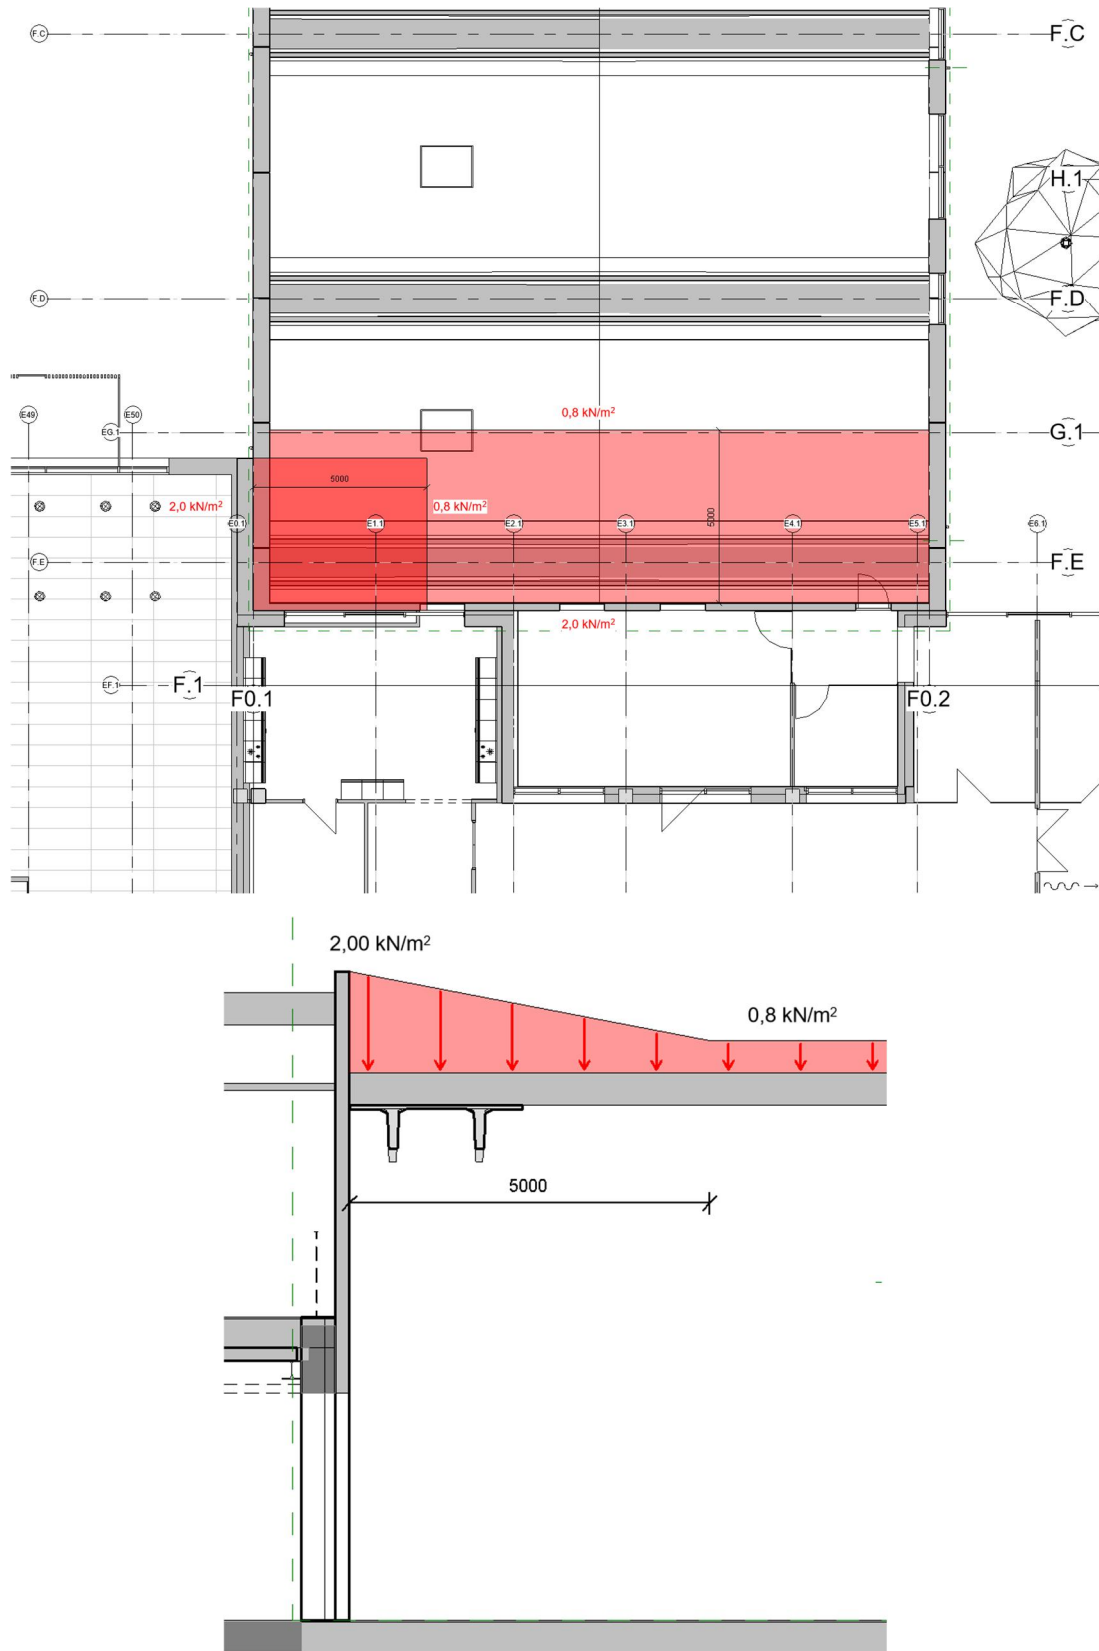 F.C
F.C
H.1
F.D
F.D
0,8 kN/m²
E49
E50
EG.1
G.1
5000
2,0 kN/m²
0,8 kN/m²
5000
E0.1
E1.1
E2.1
E3.1
E4.1
E5.1
E6.1
F.E
F.E
2,0 kN/m²
EF.1
F.1
F0.1
F0.2
2,00 kN/m²
0,8 kN/m²
5000